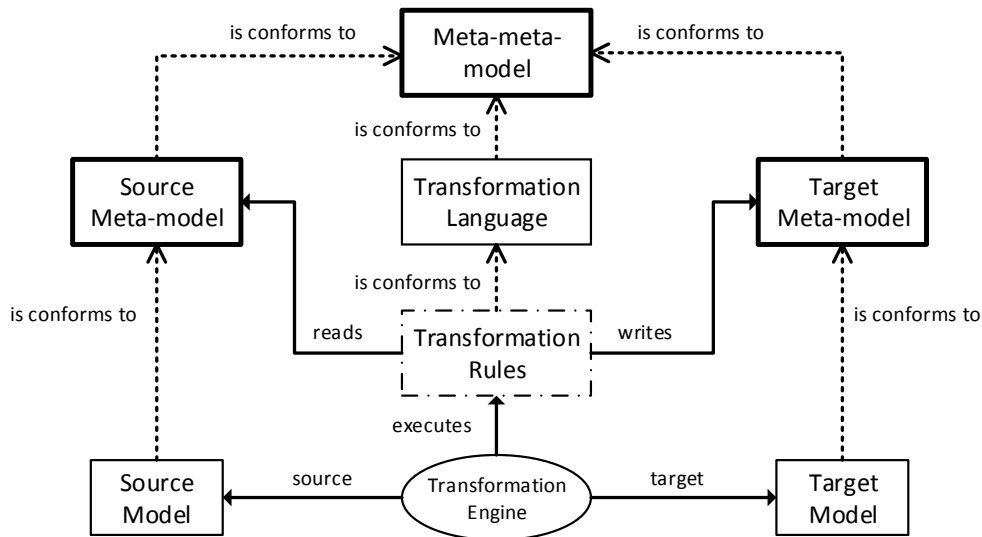 is conforms to
Meta-meta-
model
is conforms to
is conforms to
Source
Meta-model
Transformation
Language
Target
Meta-model
is conforms to
is conforms to
is conforms to
reads
Transformation
Rules
writes
executes
Source
Model
source
Transformation
Engine
target
Target
Model